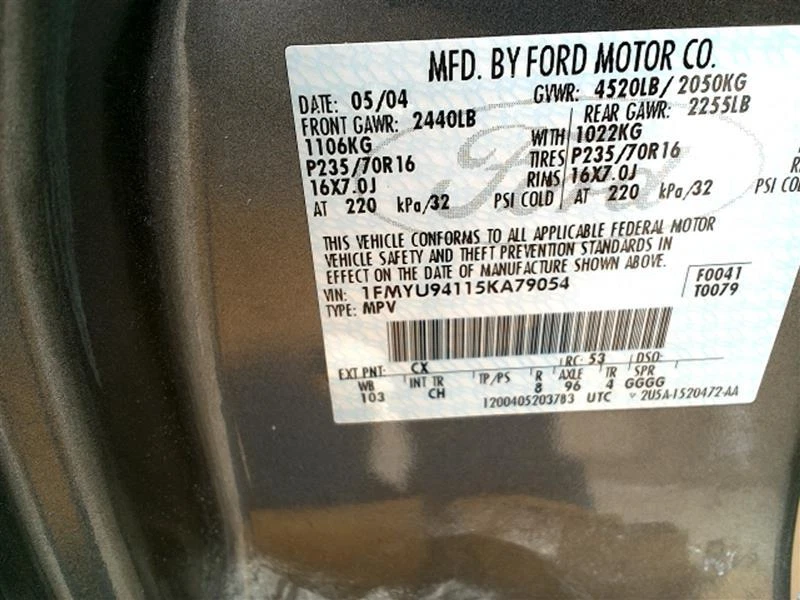 MFD. BY FORD MOTOR CO.
DATE: 05/04 GVWR: 4520LB/2050KG
FRONT GAWR: 2440LB REAR GAWR: 2255LB
1106KG WITH 1022KG
P235/70R16 TIRES P235/70R16
16X7.0J RIMS 16X7.0J
AT 220 kPa/32 PSI COLD AT 220 kPa/32 PSI
Ford
THIS VEHICLE CONFORMS TO ALL APPLICABLE FEDERAL MOTOR
VEHICLE SAFETY AND THEFT PREVENTION STANDARDS IN
EFFECT ON THE DATE OF MANUFACTURE SHOWN ABOVE.
VIN: 1FMYU94115KA79054 F0041
TYPE: MPV T0079
EXT PNT: CX RC: 53 DSO:
WB INT TR TP/PS R AXLE TR SPR
103 CH 8 96 4 GGGG
1200405203783 UTC 2U5A-1520472-AA